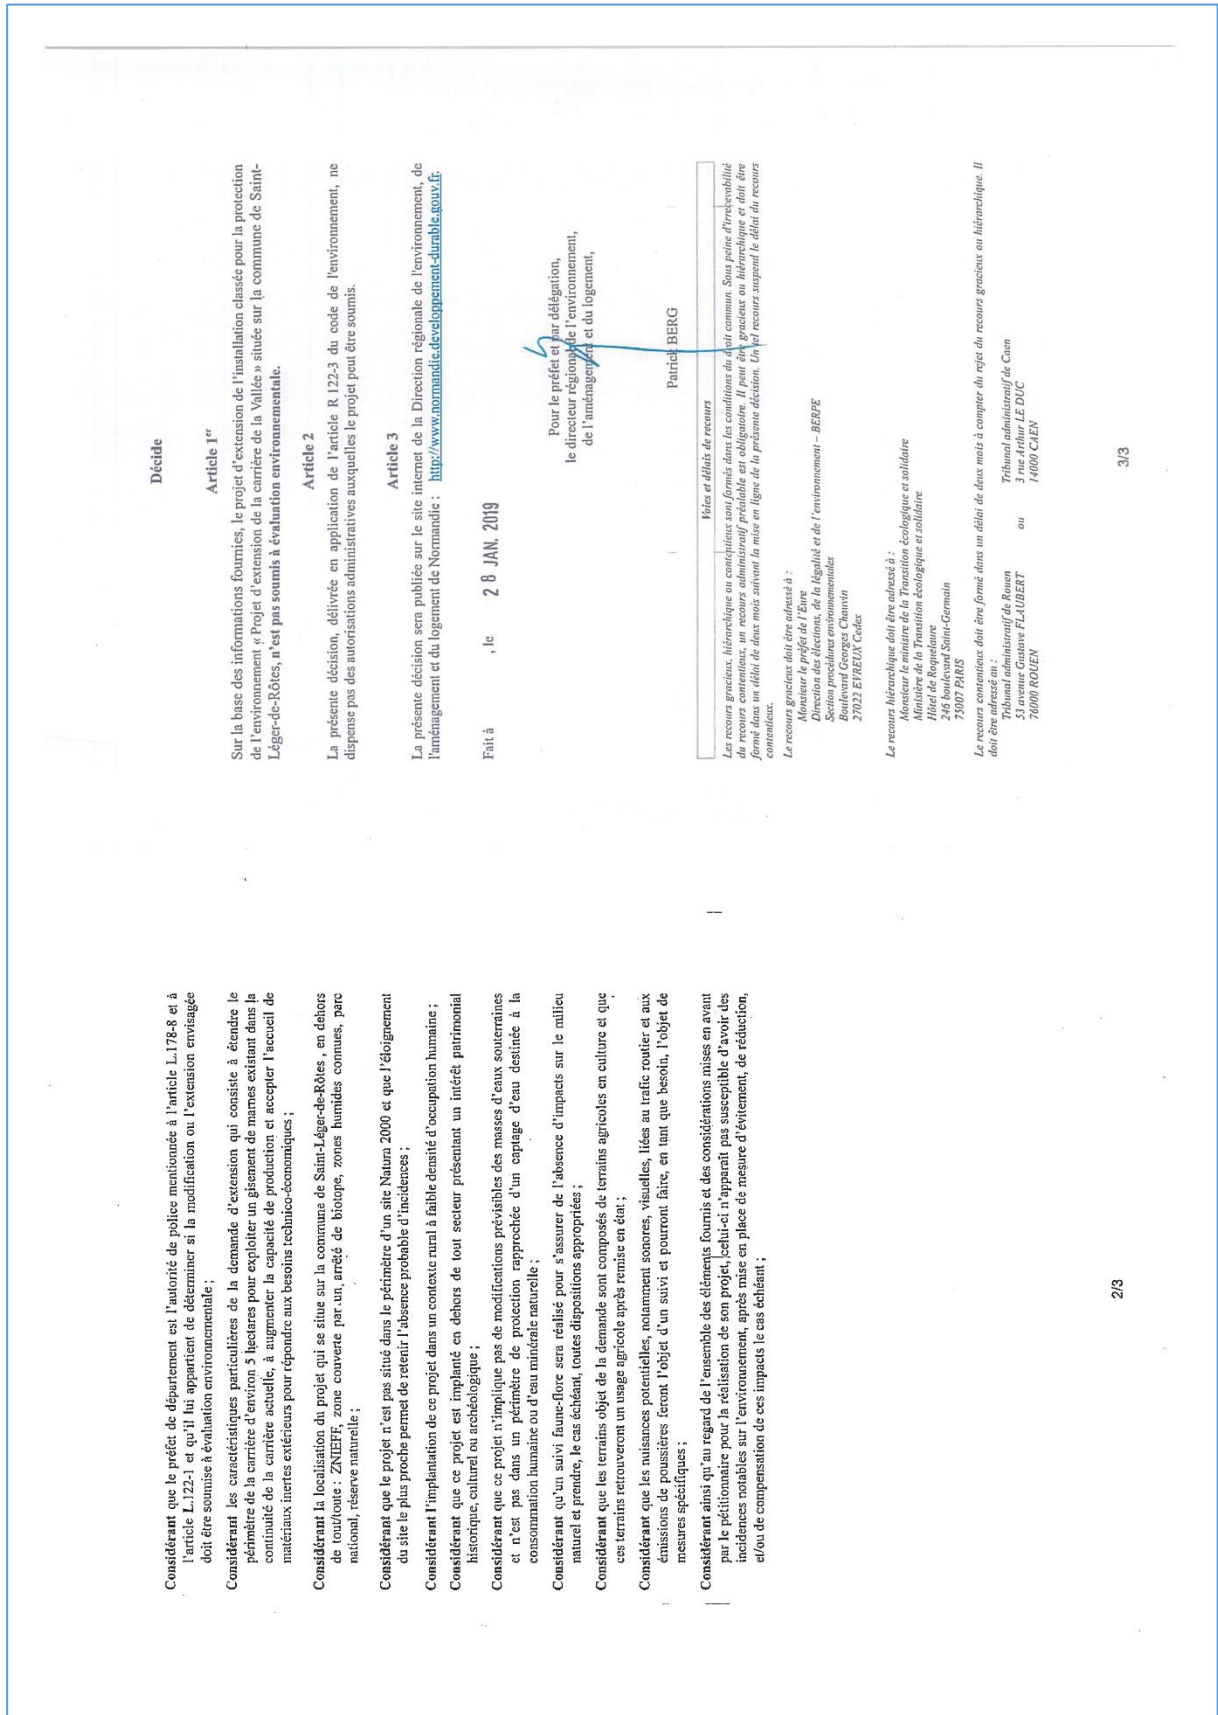 Considérant que le préfet de département est l'autorité de police mentionnée à l'article L.178-8 et à
l'article L.122-1 et qu'il lui appartient de déterminer si la modification ou l'extension envisagée
doit être soumise à évaluation environnementale ;
Considérant les caractéristiques particulières de la demande d'extension qui consiste à étendre le
périmètre de la carrière d'environ 5 hectares pour exploiter un gisement de marnes existant dans la
continuité de la carrière actuelle, à augmenter la capacité de production et accepter l'accueil de
matériaux inertes extérieurs pour répondre aux besoins technico-économiques ;
Considérant la localisation du projet qui se situe sur la commune de Saint-Léger-de-Rôtes , en dehors
de tout/toute : ZNIEFF, zone couverte par un, arrêté de biotope, zones humides connues, parc
national, réserve naturelle ;
Considérant que le projet n'est pas situé dans le périmètre d'un site Natura 2000 et que l'éloignement
du site le plus proche permet de retenir l'absence probable d'incidences ;
Considérant l'implantation de ce projet dans un contexte rural à faible densité d'occupation humaine ;
Considérant que ce projet est implanté en dehors de tout secteur présentant un intérêt patrimonial
historique, culturel ou archéologique ;
Considérant que ce projet n'implique pas de modifications prévisibles des masses d'eaux souterraines
et n'est pas dans un périmètre de protection rapprochée d'un captage d'eau destinée à la
consommation humaine ou d'eau minérale naturelle ;
Considérant qu'un suivi faune-flore sera réalisé pour s'assurer de l'absence d'impacts sur le milieu
naturel et prendre, le cas échéant, toutes dispositions appropriées ;
Considérant que les terrains objet de la demande sont composés de terrains agricoles en culture et que
ces terrains retrouveront un usage agricole après remise en état ;
Considérant que les nuisances potentielles, notamment sonores, visuelles, liées au trafic routier et aux
émissions de poussières feront l'objet d'un suivi et pourront faire, en tant que besoin, l'objet de
mesures spécifiques ;
Considérant ainsi qu'au regard de l'ensemble des éléments fournis et des considérations mises en avant
par le pétitionnaire pour la réalisation de son projet, celui-ci n'apparaît pas susceptible d'avoir des
incidences notables sur l'environnement, après mise en place de mesure d'évitement, de réduction,
et/ou de compensation de ces impacts le cas échéant ;
2/3
Décide
Article 1er
Sur la base des informations fournies, le projet d'extension de l'installation classée pour la protection
de l'environnement « Projet d'extension de la carrière de la Vallée » située sur la commune de Saint-
Léger-de-Rôtes, n'est pas soumis à évaluation environnementale.
Article 2
La présente décision, délivrée en application de l'article R 122-3 du code de l'environnement, ne
dispense pas des autorisations administratives auxquelles le projet peut être soumis.
Article 3
La présente décision sera publiée sur le site internet de la Direction régionale de l'environnement, de
l'aménagement et du logement de Normandie : http://www.normandie.developpement-durable.gouv.fr.
Fait à , le 28 JAN. 2019
Pour le préfet et par délégation,
le directeur régional de l'environnement,
de l'aménagement et du logement,
Patrick BERG
Voies et délais de recours
Les recours gracieux, hiérarchique ou contentieux sont formés dans les conditions du droit commun. Sous peine d'irrecevabilité
du recours contentieux, un recours administratif préalable est obligatoire. Il peut être gracieux ou hiérarchique et doit être
formé dans un délai de deux mois suivant la mise en ligne de la présente décision. Un tel recours suspend le délai du recours
contentieux.
Le recours gracieux doit être adressé à :
Monsieur le préfet de l'Eure
Direction des élections, de la légalité et de l'environnement – BERPE
Section procédures environnementales
Boulevard Georges Chauvin
27022 EVREUX Cedex
Le recours hiérarchique doit être adressé à :
Monsieur le ministre de la Transition écologique et solidaire
Ministère de la Transition écologique et solidaire
Hôtel de Roquelaure
246 boulevard Saint-Germain
75007 PARIS
Le recours contentieux doit être formé dans un délai de deux mois à compter du rejet du recours gracieux ou hiérarchique. Il
doit être adressé au :
Tribunal administratif de Rouen ou Tribunal administratif de Caen
53 avenue Gustave FLAUBERT 3 rue Arthur LE DUC
76000 ROUEN 14000 CAEN
3/3